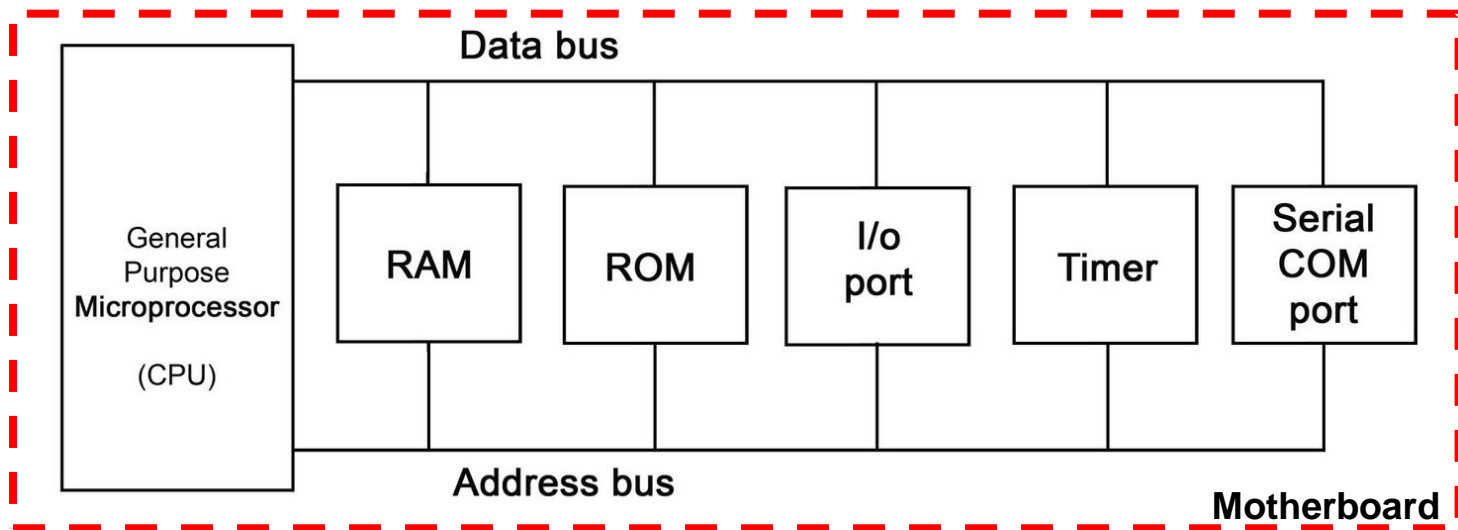 Data bus
General
Purpose
Microprocessor
(CPU)
RAM
ROM
I/o
port
Timer
Serial
COM
port
Address bus
Motherboard